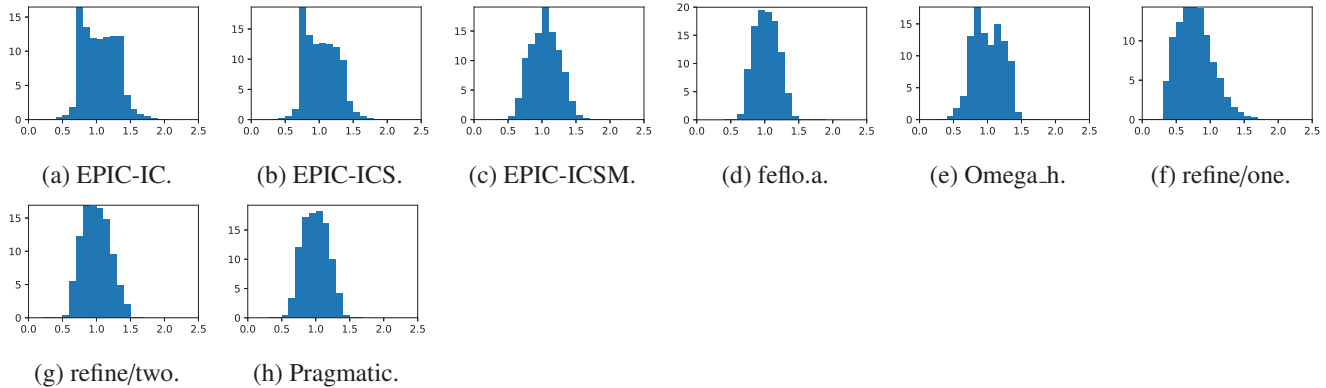 15
10
5
0
0.0 0.5 1.0 1.5 2.0 2.5
(a) EPIC-IC.
15
10
5
0
0.0 0.5 1.0 1.5 2.0 2.5
(b) EPIC-ICS.
15
10
5
0
0.0 0.5 1.0 1.5 2.0 2.5
(c) EPIC-ICSM.
20
15
10
5
0
0.0 0.5 1.0 1.5 2.0 2.5
(d) feflo.a.
15
10
5
0
0.0 0.5 1.0 1.5 2.0 2.5
(e) Omega_h.
10
5
0
0.0 0.5 1.0 1.5 2.0 2.5
(f) refine/one.
15
10
5
0
0.0 0.5 1.0 1.5 2.0 2.5
(g) refine/two.
15
10
5
0
0.0 0.5 1.0 1.5 2.0 2.5
(h) Pragmatic.